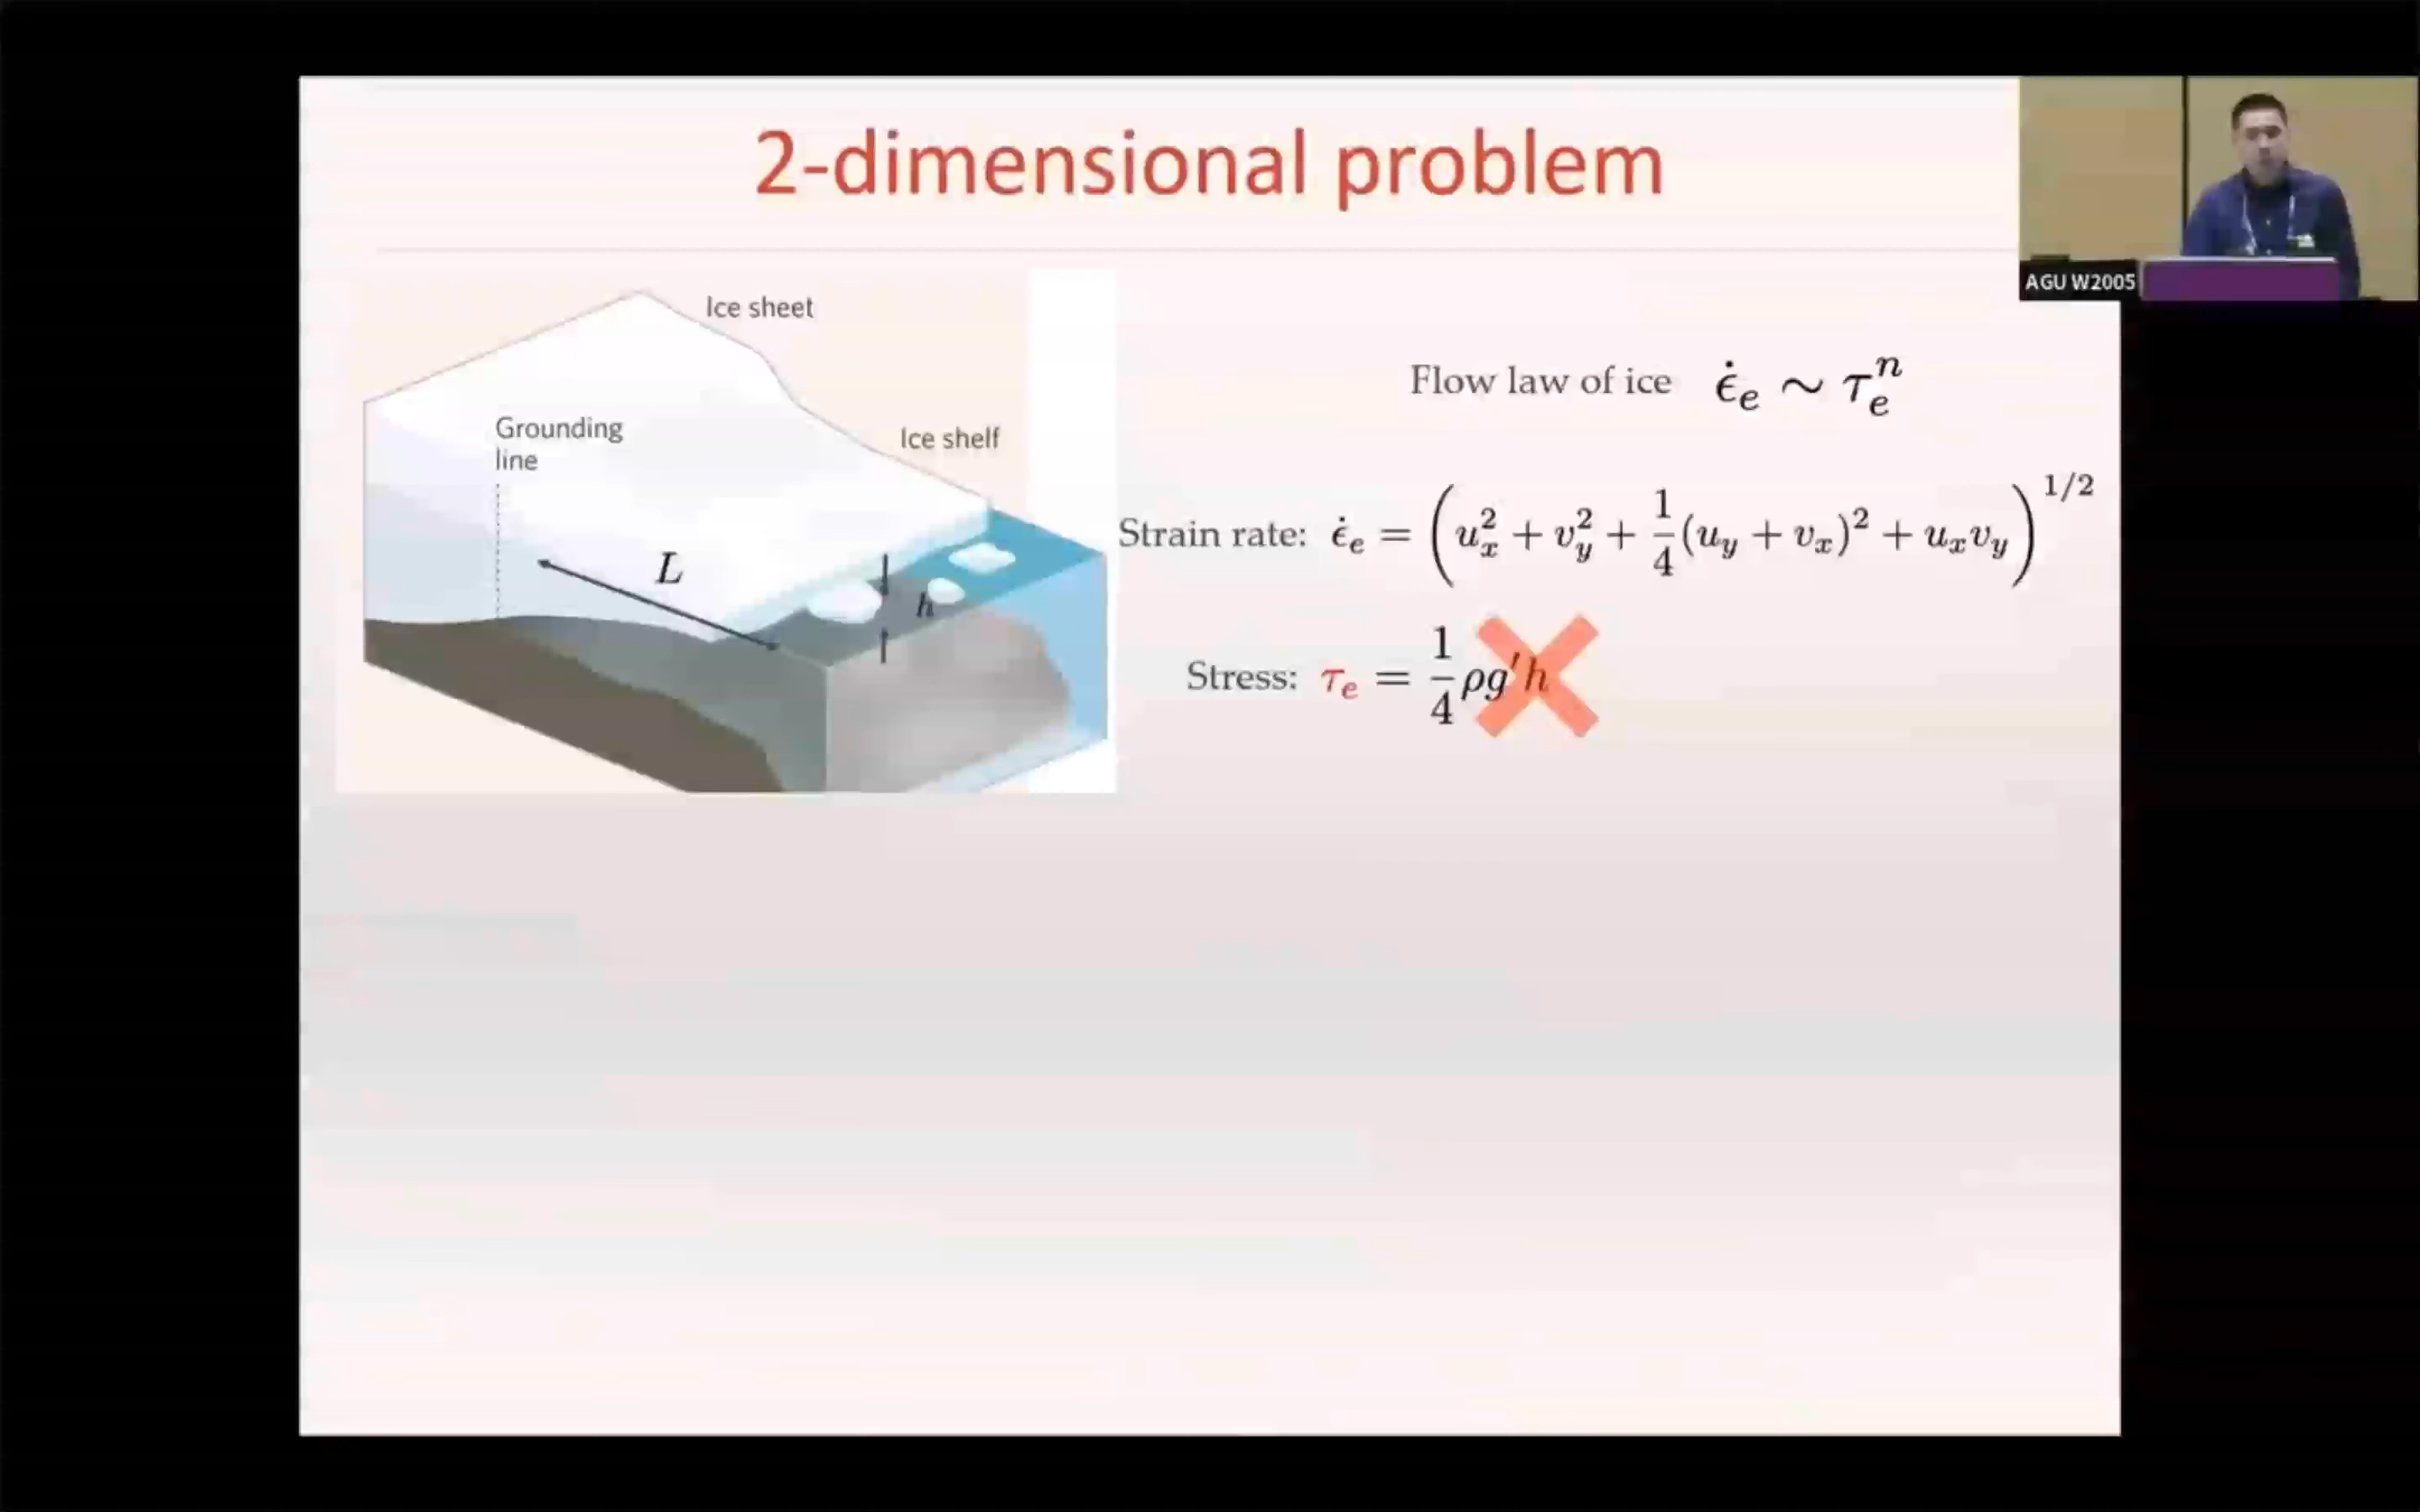 2-dimensional problem
AGU W2005
Ice sheet
Grounding
line
Ice shelf
L
h
Flow law of ice ε̇ₑ ∼ τₑⁿ
Strain rate: ε̇ₑ = (uₓ² + v_y² + 1/4 (u_y + vₓ)² + uₓv_y)^1/2
Stress: τₑ = 1/4 ρg′h